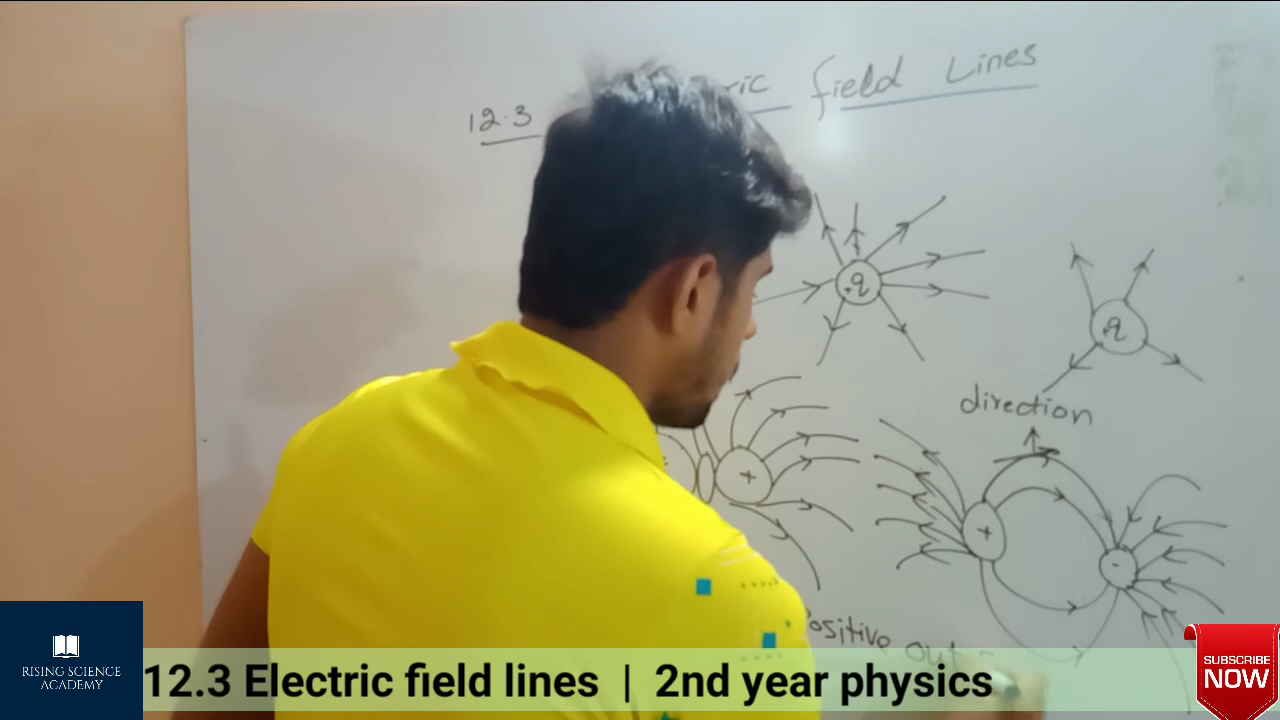 12.3 ric field Lines
q
q
direction
+
+
-
ositive out
RISING SCIENCE
ACADEMY
12.3 Electric field lines | 2nd year physics
SUBSCRIBE
NOW